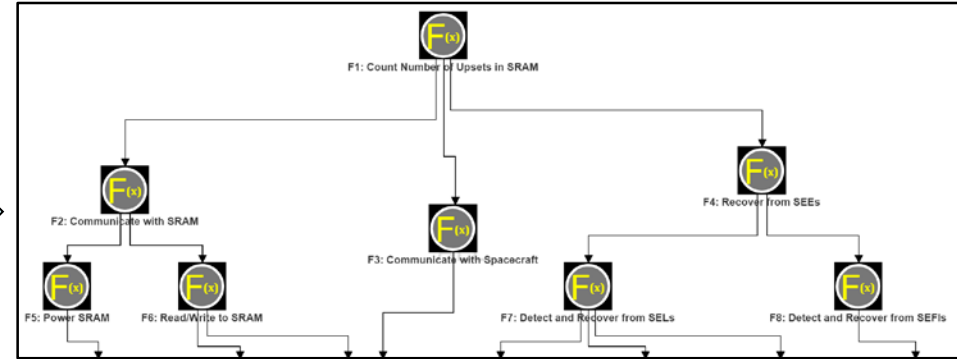 F(x)
F1: Count Number of Upsets in SRAM
F(x)
F2: Communicate with SRAM
F(x)
F3: Communicate with Spacecraft
F(x)
F4: Recover from SEEs
F(x)
F5: Power SRAM
F(x)
F6: Read/Write to SRAM
F(x)
F7: Detect and Recover from SELs
F(x)
F8: Detect and Recover from SEFIs